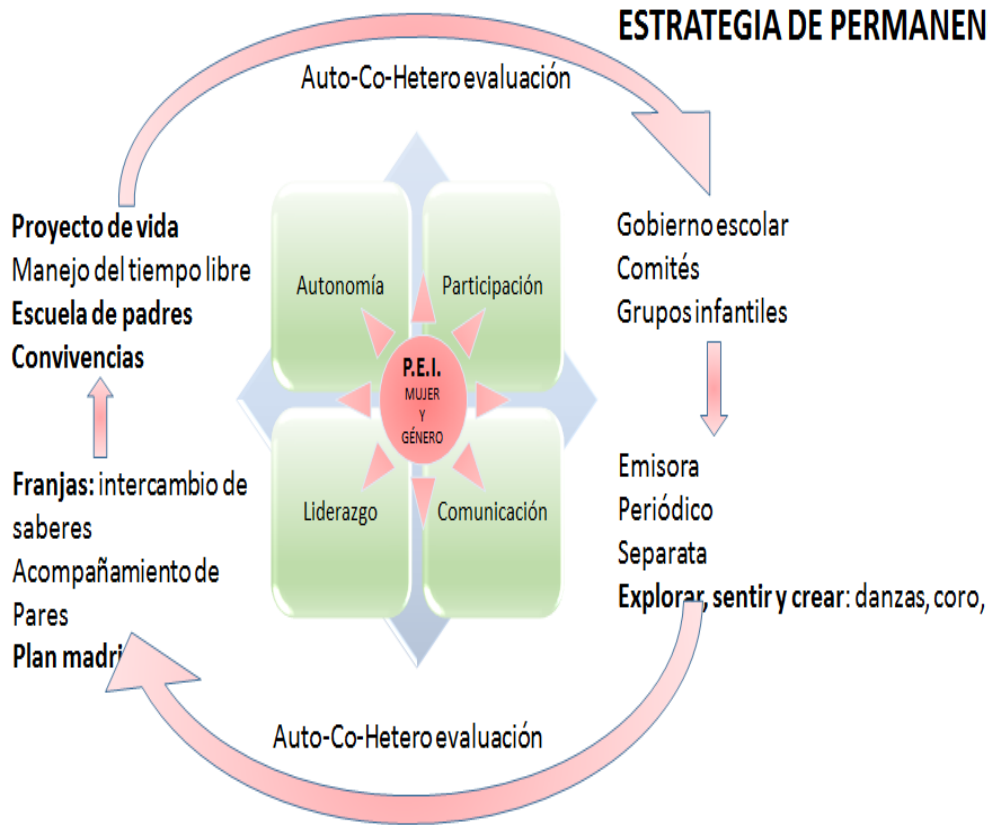 ESTRATEGIA DE PERMANEN
Auto-Co-Hetero evaluación
Proyecto de vida
Manejo del tiempo libre
Escuela de padres
Convivencias
Autonomía
Participación
Gobierno escolar
Comités
Grupos infantiles
P.E.I.
MUJER
Y
GÉNERO
Franjas: intercambio de
saberes
Acompañamiento de
Pares
Plan madri
Liderazgo
Comunicación
Emisora
Periódico
Separata
Explorar, sentir y crear: danzas, coro,
Auto-Co-Hetero evaluación